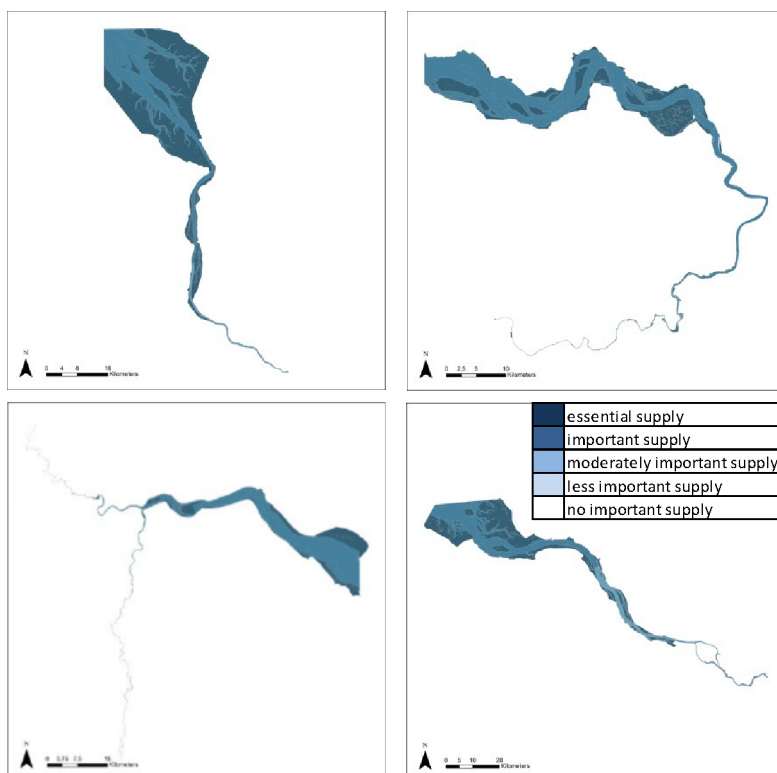 N
0 4 8 16
Kilometers
N
0 2.5 5 10
Kilometers
essential supply
important supply
moderately important supply
less important supply
no important supply
N
0 3,75 7,5 15
Kilometers
N
0 5 10 20
Kilometers